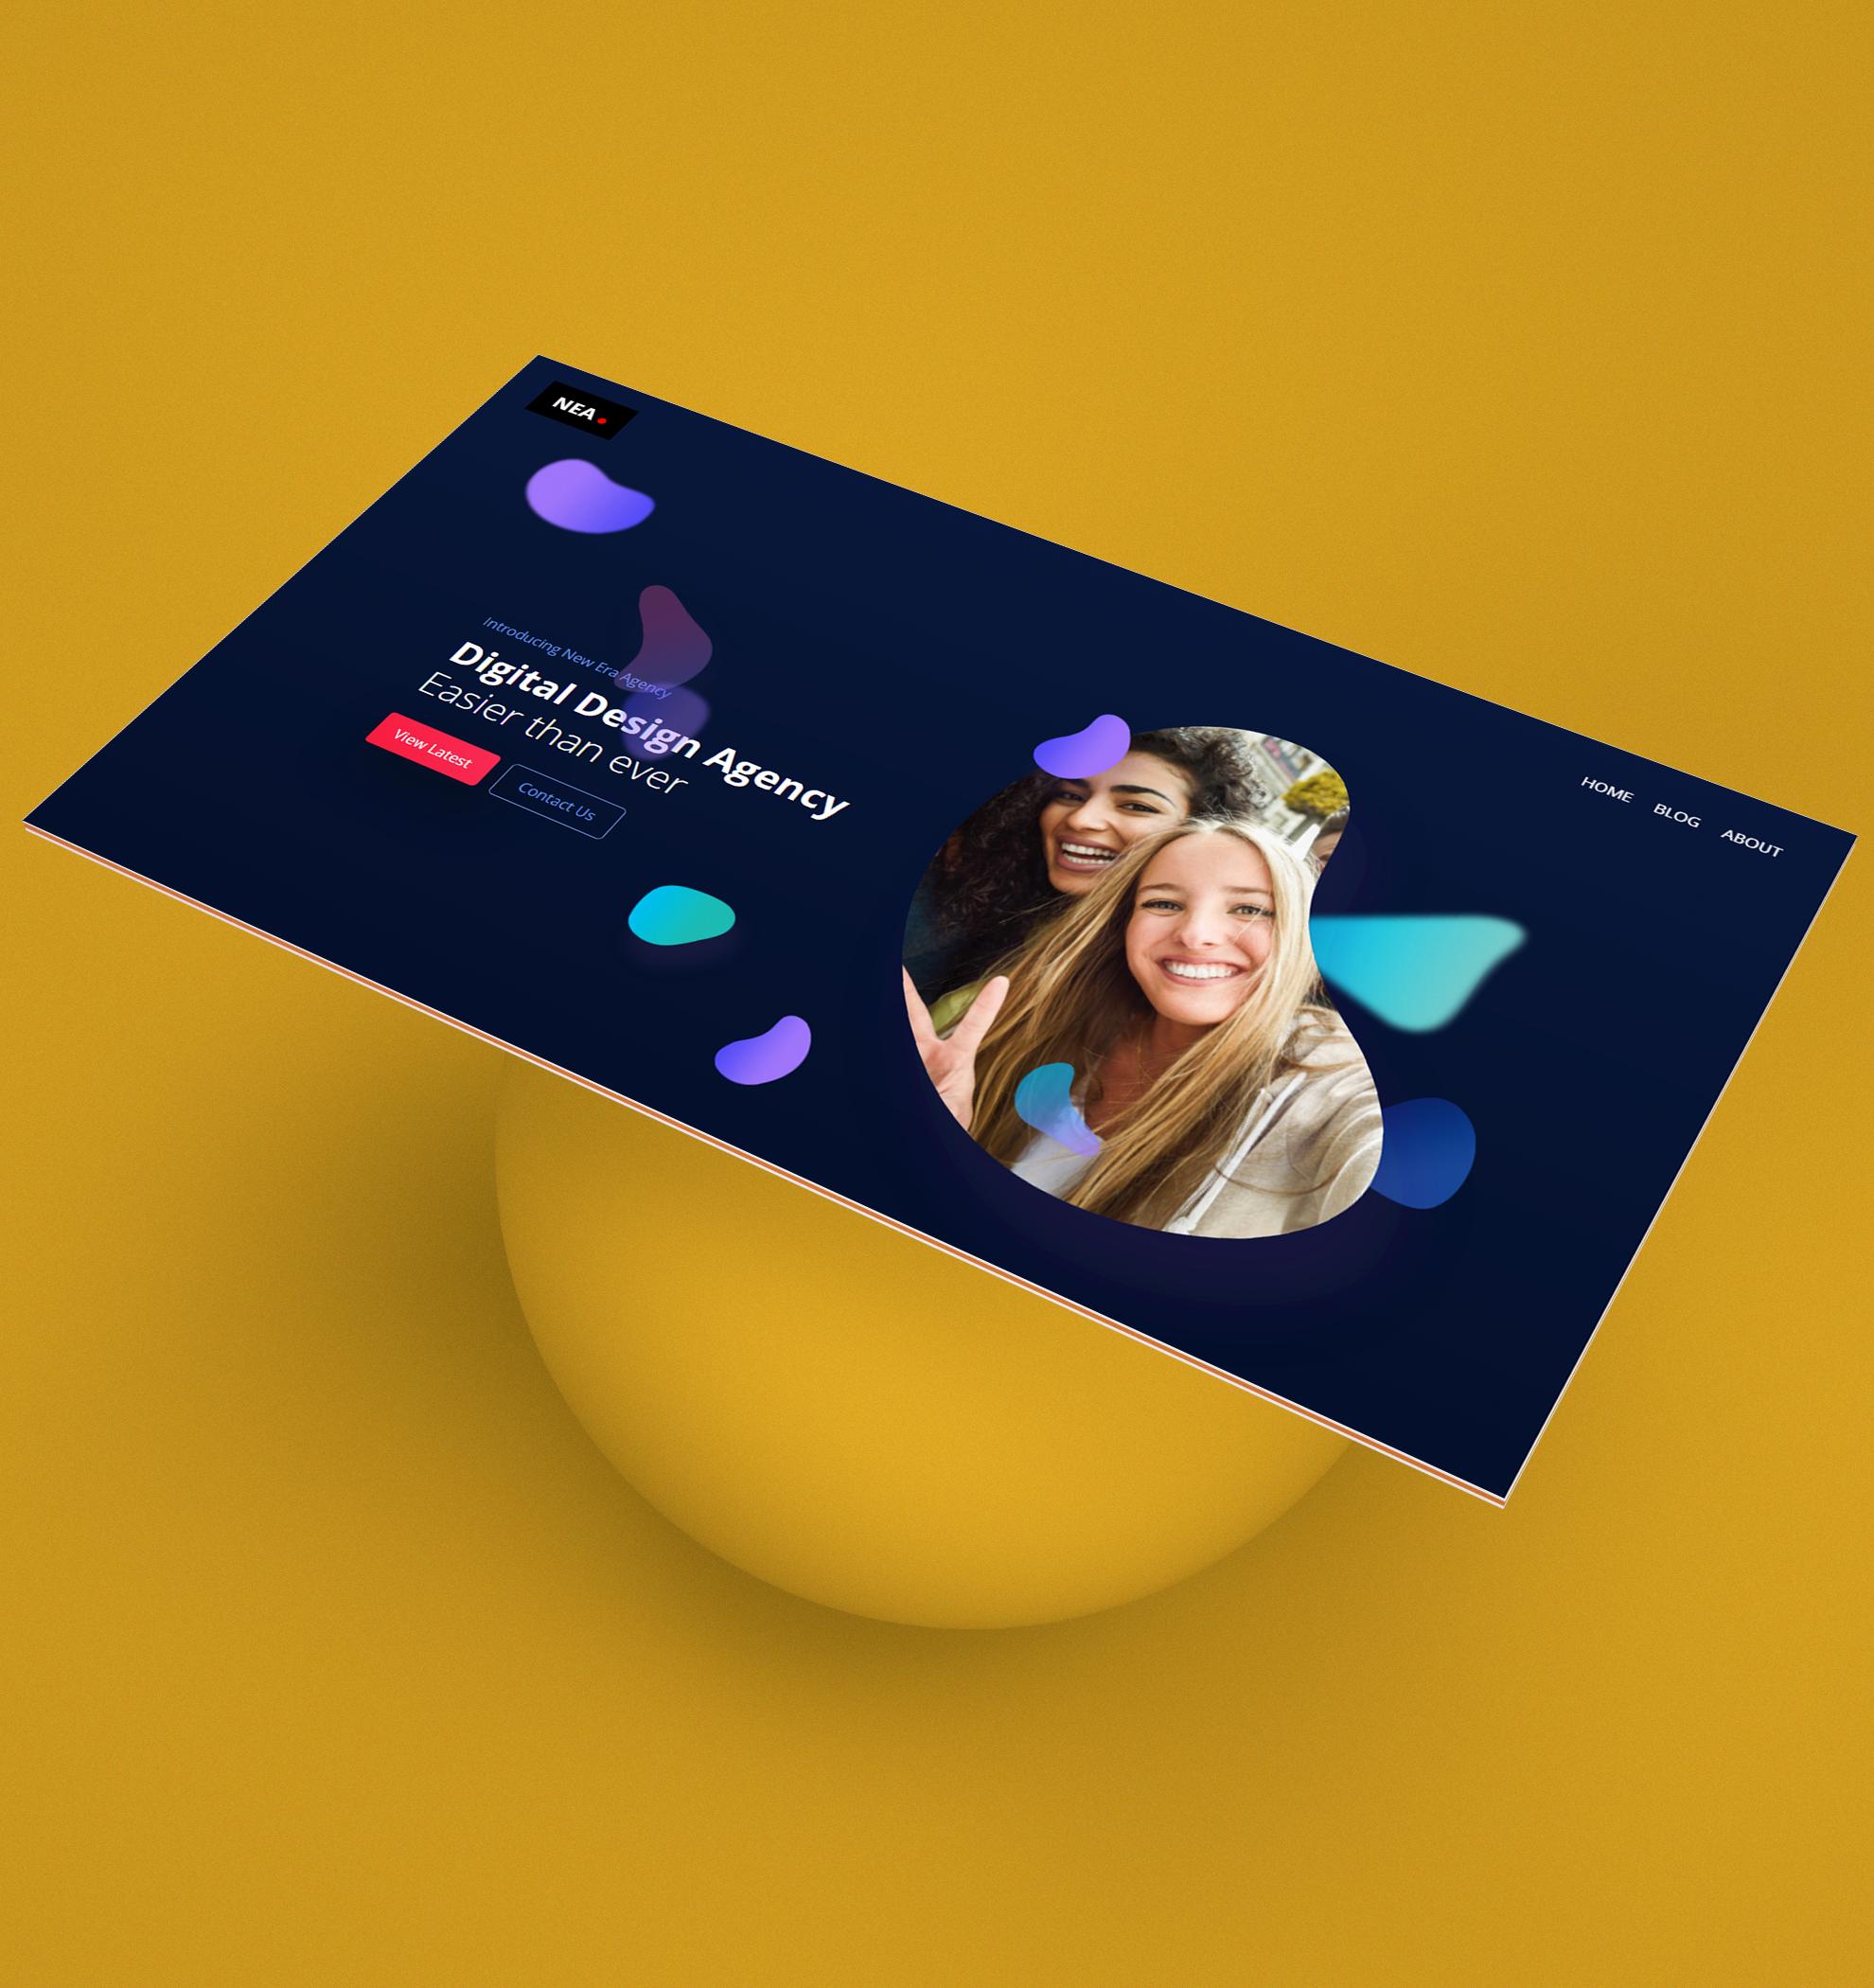 NEA.
HOME BLOG ABOUT
Introducing New Era Agency
Digital Design Agency
Easier than ever
View Latest
Contact Us